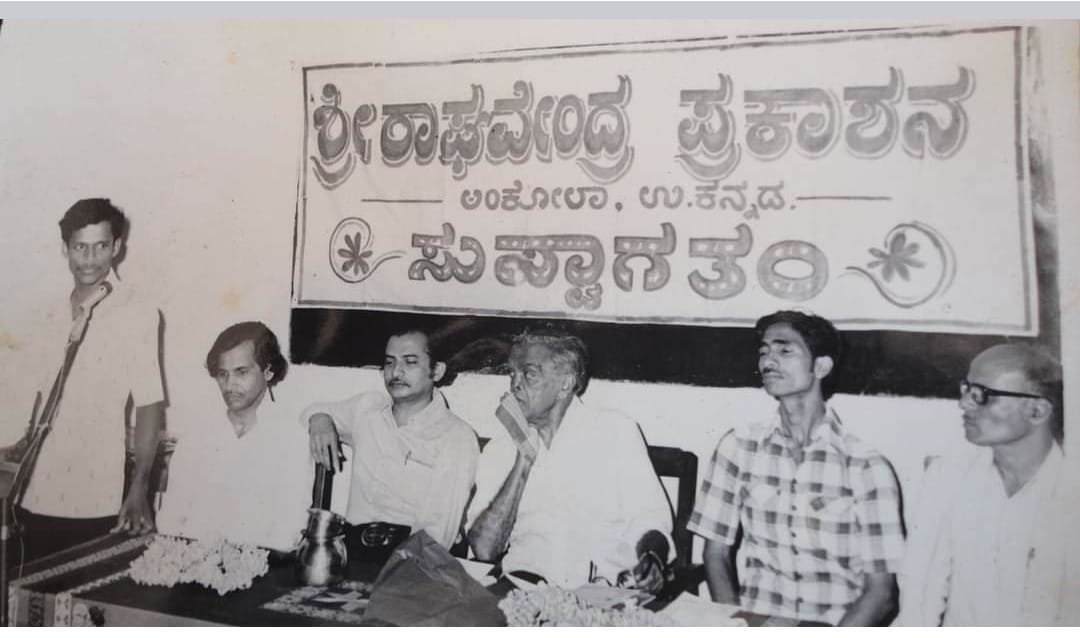 ಶ್ರೀ ರಾಘವೇಂದ್ರ ಪ್ರಕಾಶನ
ಅಂಕೋಲಾ, ಉ.ಕನ್ನಡ.
ಸುಸ್ವಾಗತಂ